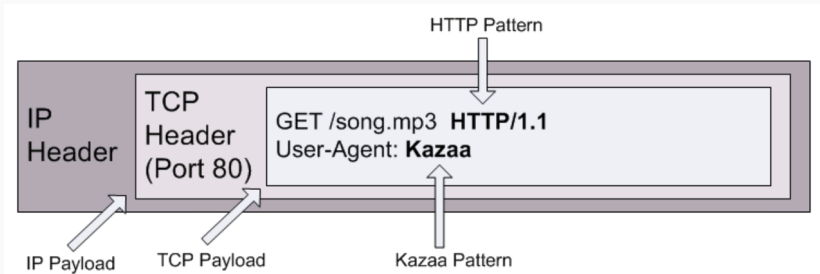 HTTP Pattern
IP
Header
TCP
Header
(Port 80)
GET /song.mp3 HTTP/1.1
User-Agent: Kazaa
IP Payload
TCP Payload
Kazaa Pattern